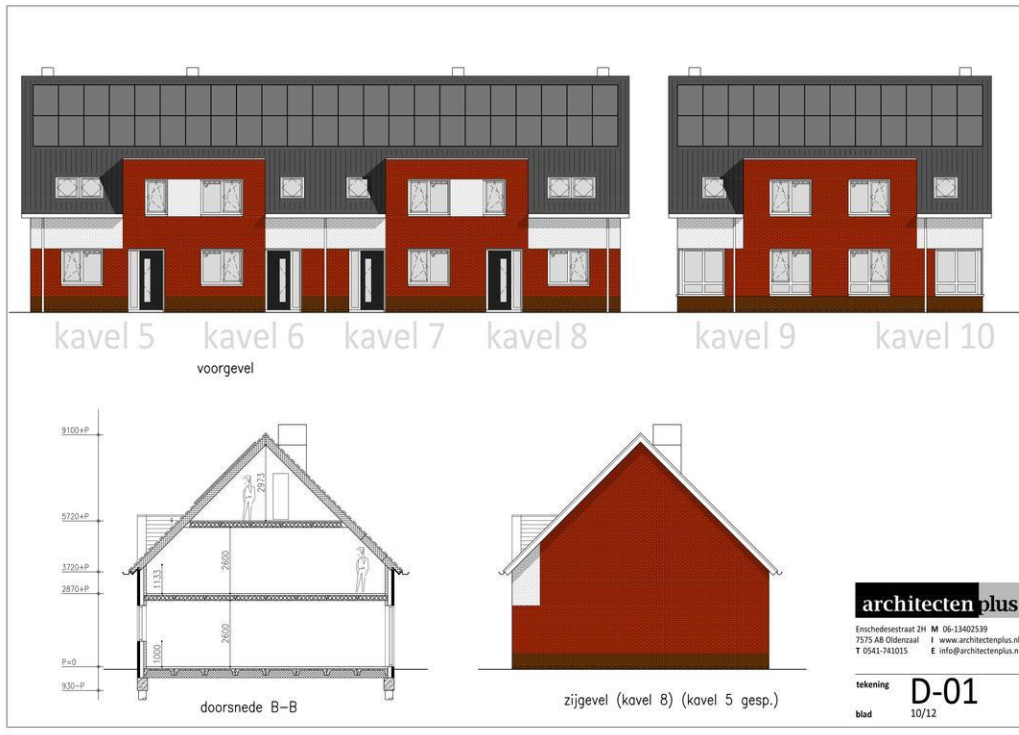 kavel 5
kavel 6
kavel 7
kavel 8
kavel 9
kavel 10
voorgevel
9100+P
5720+P
3720+P
2870+P
P=0
930-P
2973
2600
1133
2600
1000
doorsnede B-B
zijgevel (kavel 8) (kavel 5 gesp.)
architecten plus
Enschedesestraat 2H M 06-13402539
7575 AB Oldenzaal I www.architectenplus.nl
T 0541-741015 E info@architectenplus.n
tekening D-01
blad 10/12